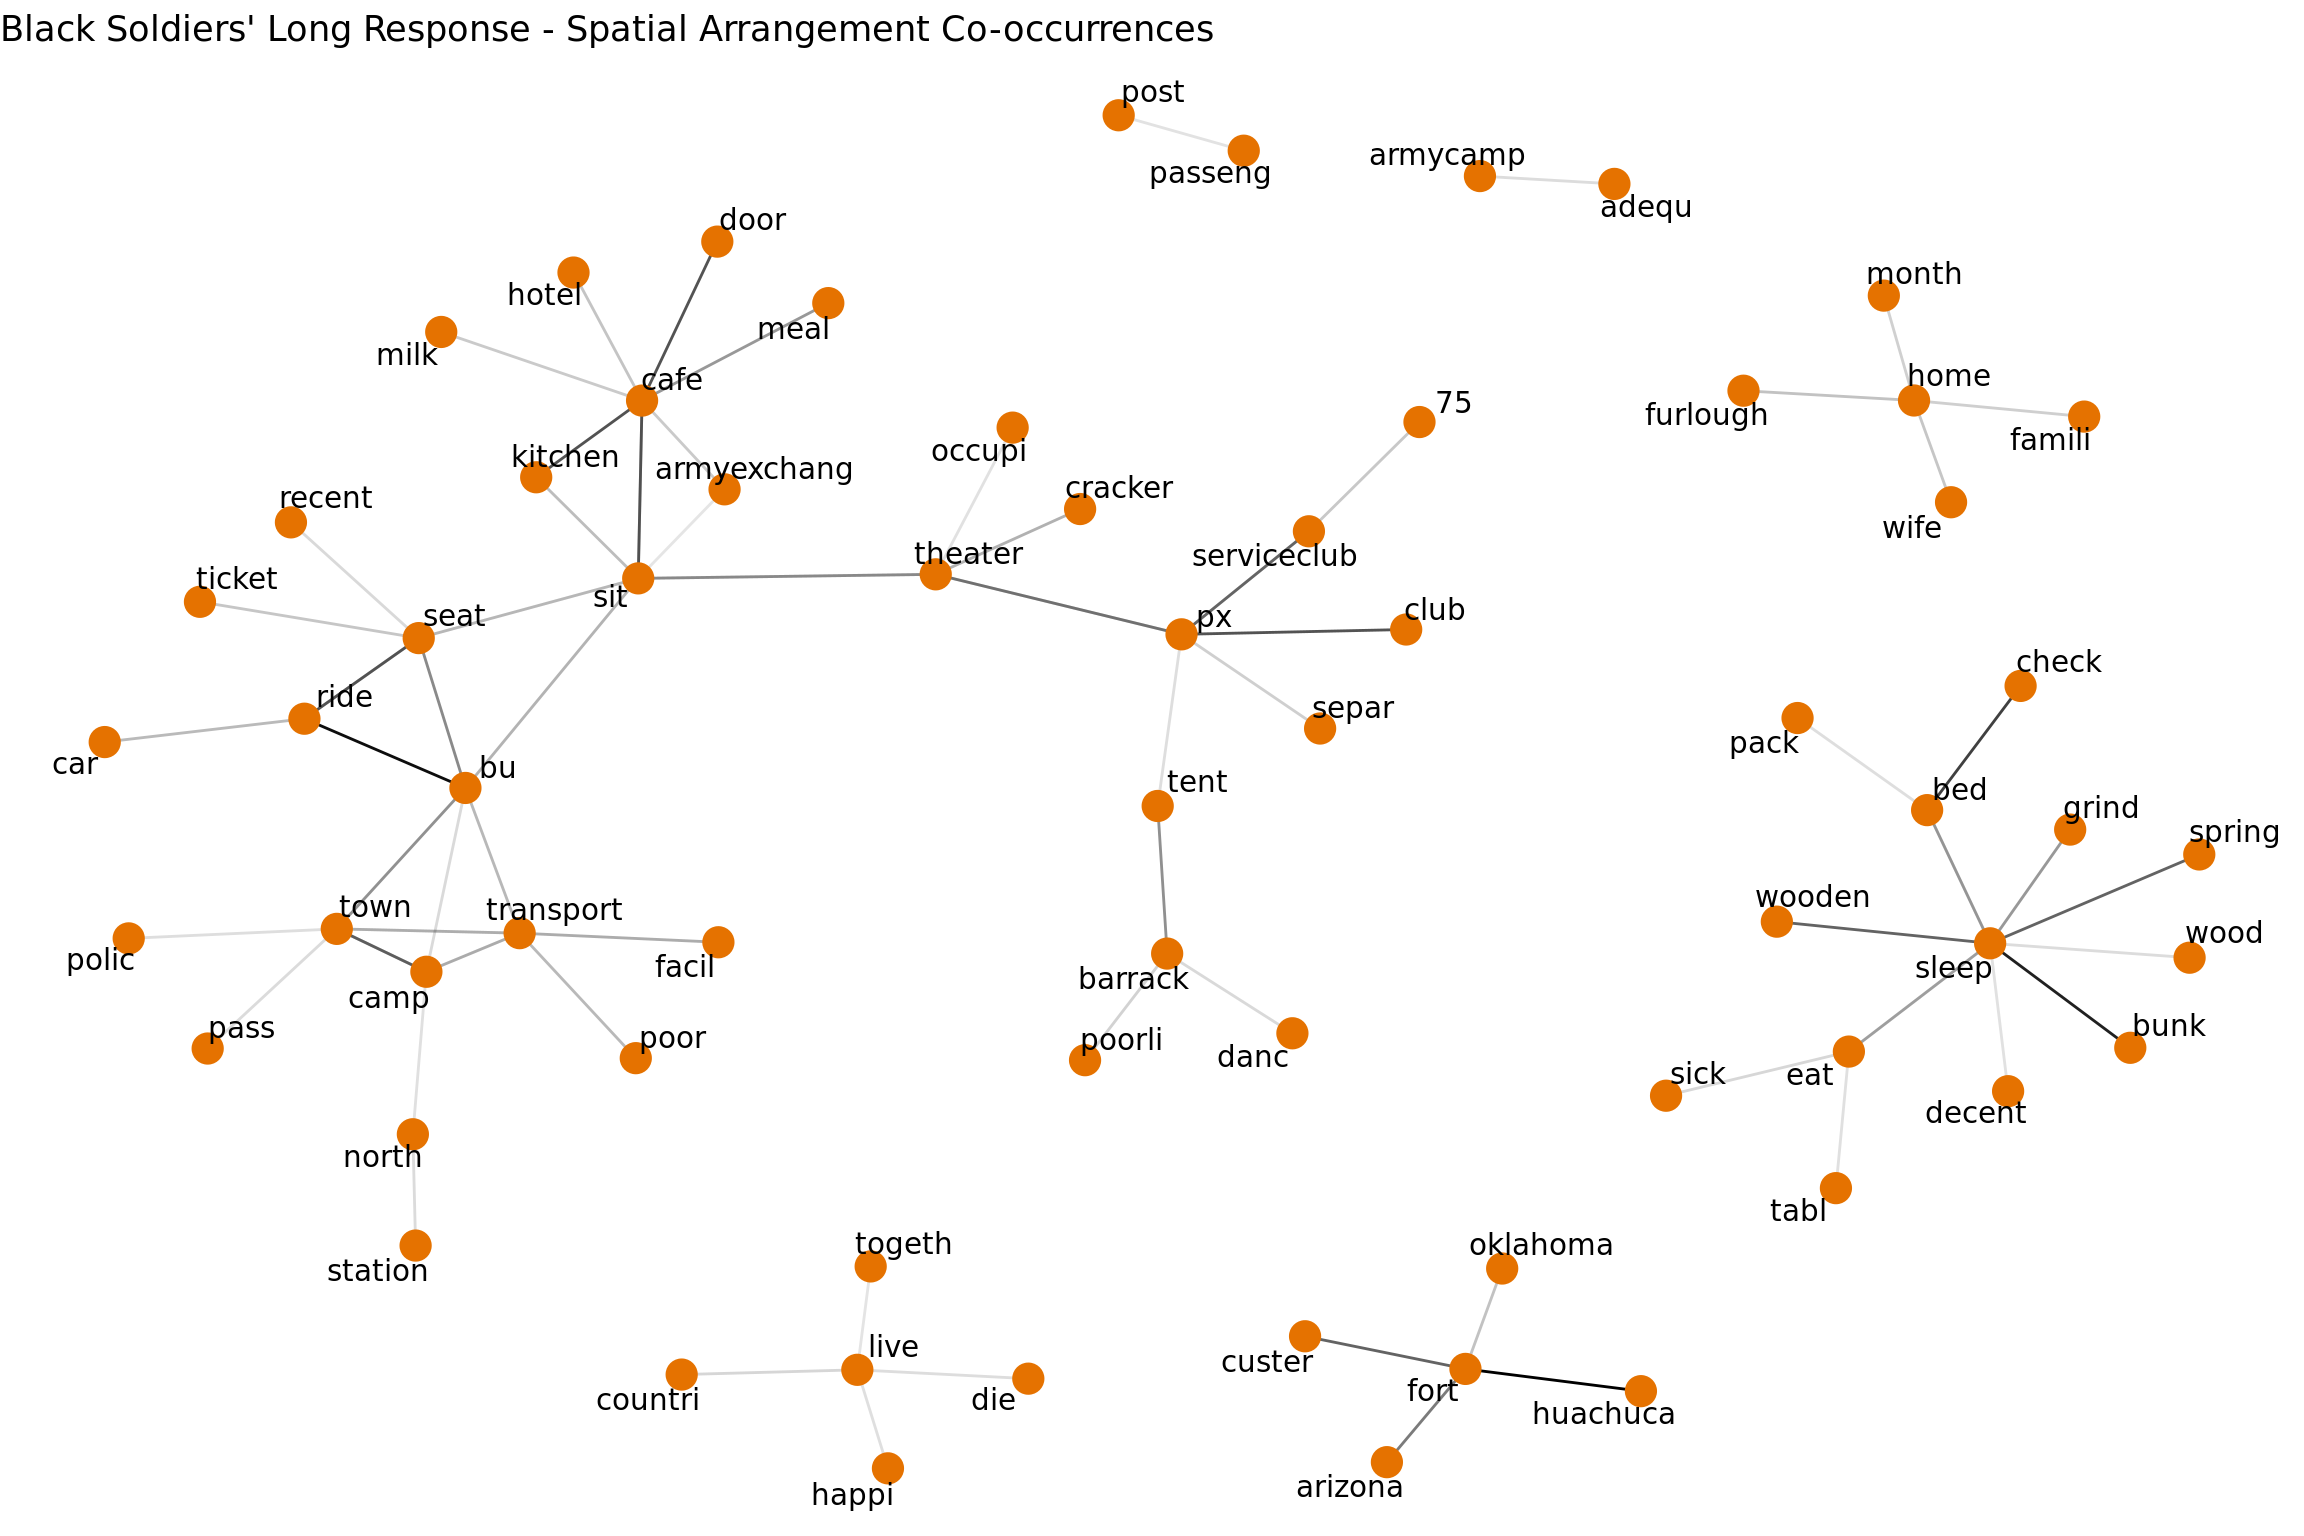 Black Soldiers' Long Response - Spatial Arrangement Co-occurrences
post
passeng
armycamp
adequ
door
hotel
meal
milk
cafe
month
home
furlough
famili
wife
75
kitchen
armyexchang
occupi
cracker
recent
ticket
theater
serviceclub
seat
sit
px
club
ride
separ
car
bu
tent
check
pack
bed
grind
spring
wooden
wood
sleep
town
transport
polic
facil
camp
barrack
pass
poor
poorli
danc
bunk
sick
eat
decent
north
station
tabl
togeth
oklahoma
live
custer
countri
die
fort
huachuca
happi
arizona